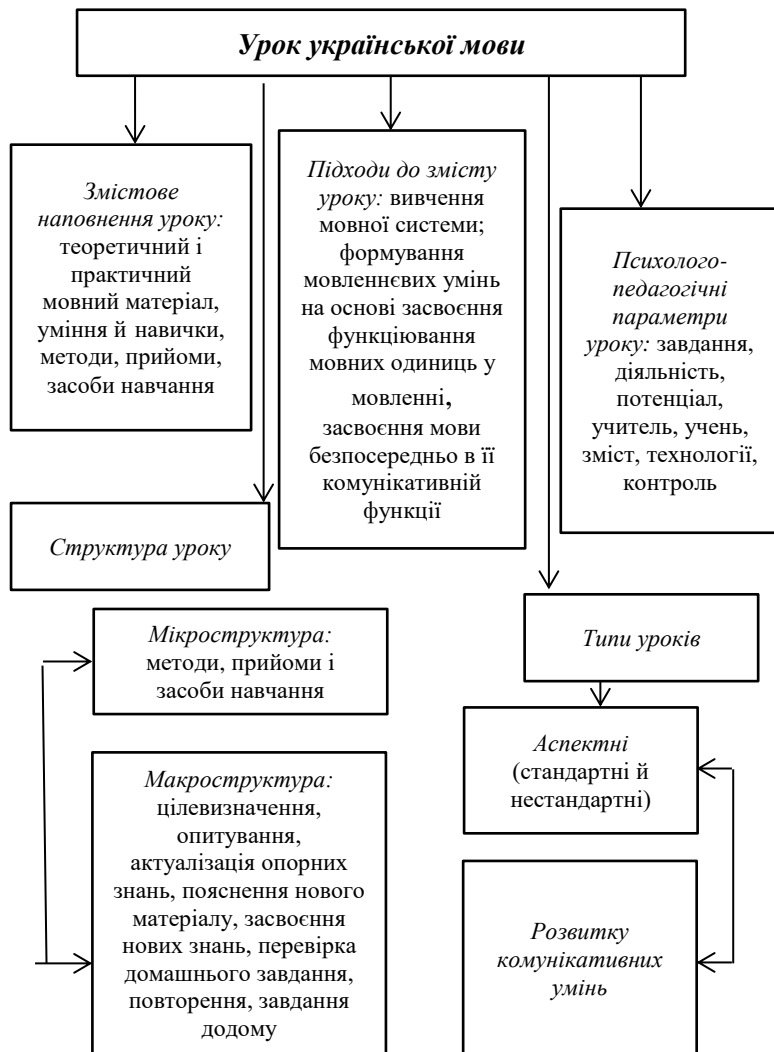 Урок української мови
Змістове
наповнення уроку:
теоретичний і
практичний
мовний матеріал,
уміння й навички,
методи, прийоми,
засоби навчання
Підходи до змісту
уроку: вивчення
мовної системи;
формування
мовленнєвих умінь
на основі засвоєння
функціювання
мовних одиниць у
мовленні,
засвоєння мови
безпосередньо в її
комунікативній
функції
Психолого-
педагогічні
параметри
уроку: завдання,
діяльність,
потенціал,
учитель, учень,
зміст, технології,
контроль
Структура уроку
Мікроструктура:
методи, прийоми і
засоби навчання
Типи уроків
Аспектні
(стандартні й
нестандартні)
Макроструктура:
цілевизначення,
опитування,
актуалізація опорних
знань, пояснення нового
матеріалу, засвоєння
нових знань, перевірка
домашнього завдання,
повторення, завдання
додому
Розвитку
комунікативних
умінь